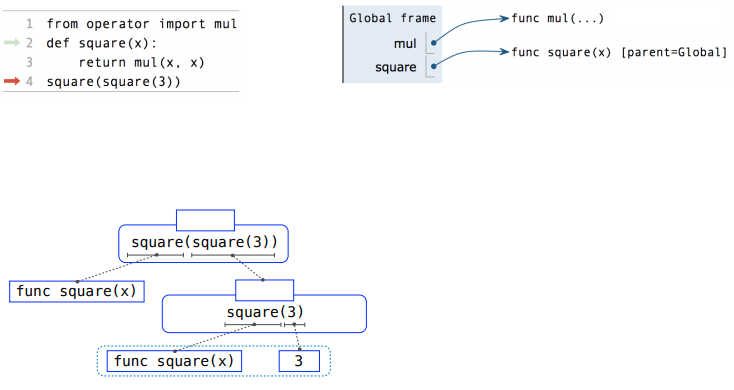 1 from operator import mul
2 def square(x):
3     return mul(x, x)
4 square(square(3))
Global frame
mul
square
func mul(...)
func square(x) [parent=Global]
square(square(3))
func square(x)
square(3)
func square(x)
3